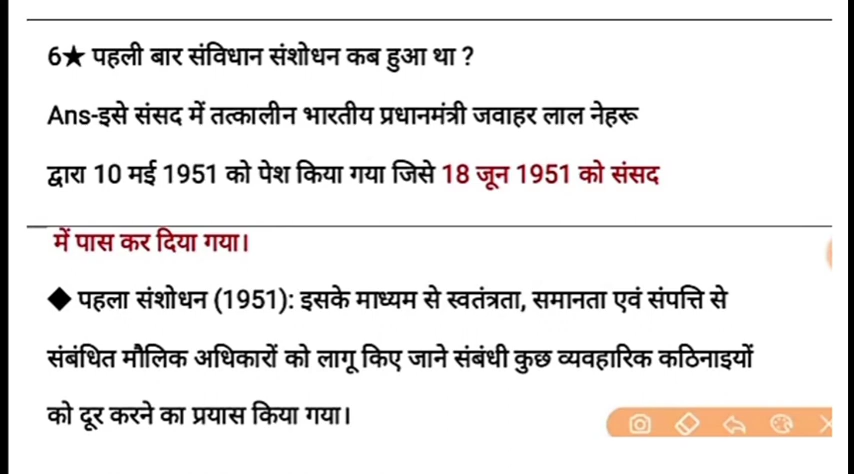 6★ पहली बार संविधान संशोधन कब हुआ था ?
Ans-इसे संसद में तत्कालीन भारतीय प्रधानमंत्री जवाहर लाल नेहरू
द्वारा 10 मई 1951 को पेश किया गया जिसे 18 जून 1951 को संसद
में पास कर दिया गया।
◆ पहला संशोधन (1951): इसके माध्यम से स्वतंत्रता, समानता एवं संपत्ति से
संबंधित मौलिक अधिकारों को लागू किए जाने संबंधी कुछ व्यवहारिक कठिनाइयों
को दूर करने का प्रयास किया गया।